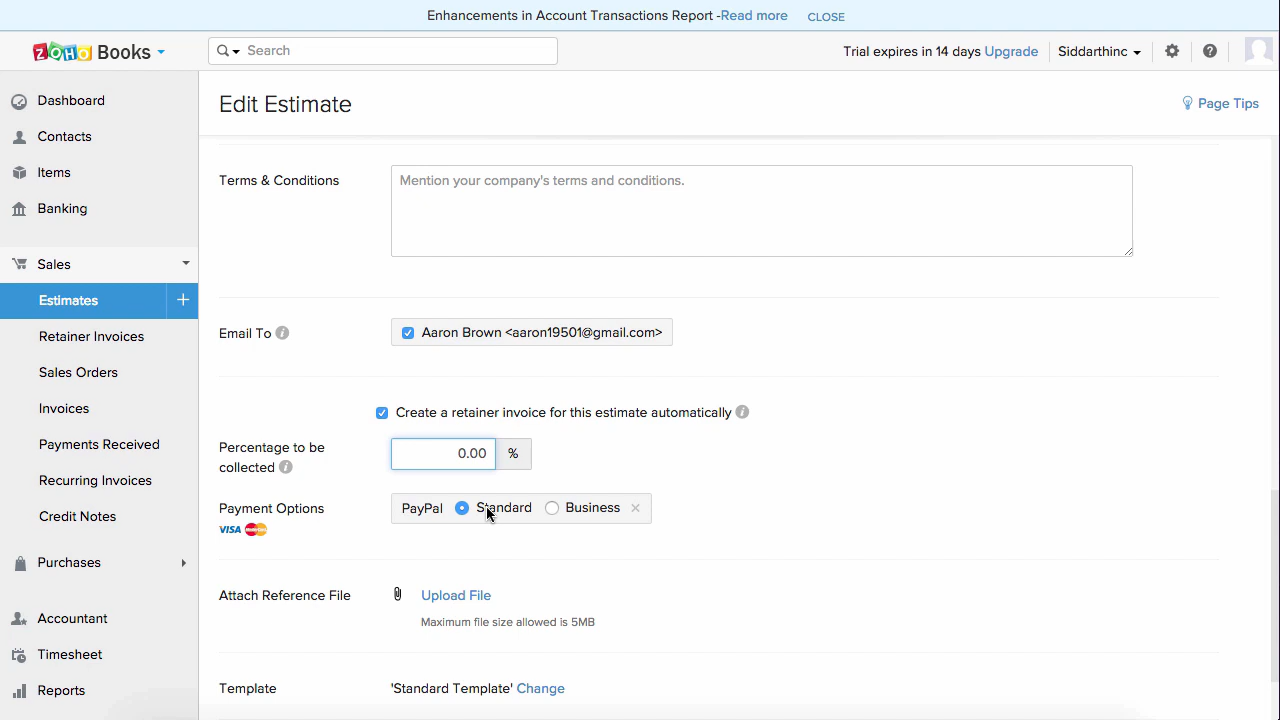 Enhancements in Account Transactions Report -Read more CLOSE
ZOHO Books
Search
Trial expires in 14 days Upgrade
Siddarthinc
Dashboard
Contacts
Items
Banking
Sales
Estimates +
Retainer Invoices
Sales Orders
Invoices
Payments Received
Recurring Invoices
Credit Notes
Purchases
Accountant
Timesheet
Reports
Edit Estimate
Page Tips
Terms & Conditions
Mention your company's terms and conditions.
Email To
Aaron Brown <aaron19501@gmail.com>
Create a retainer invoice for this estimate automatically
Percentage to be
collected
0.00 %
Payment Options
PayPal Standard Business
VISA MasterCard
Attach Reference File
Upload File
Maximum file size allowed is 5MB
Template
'Standard Template' Change